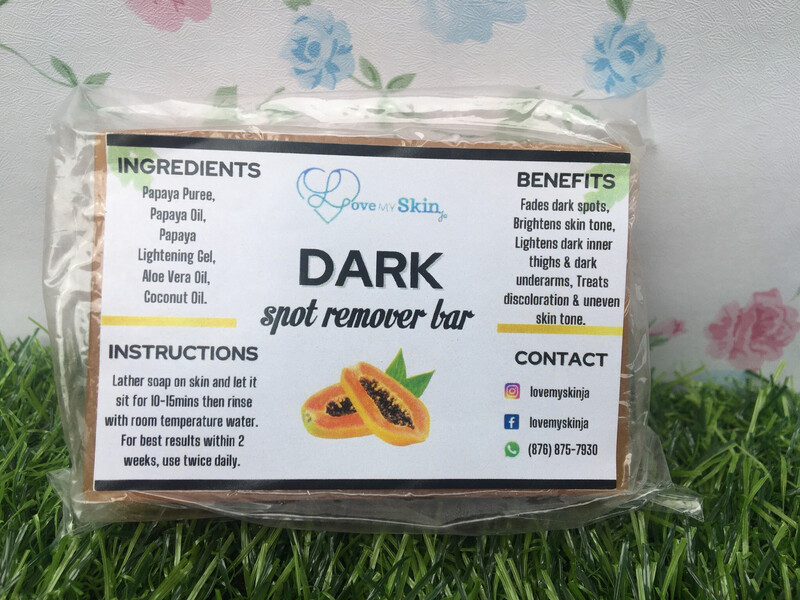 INGREDIENTS
Papaya Puree,
Papaya Oil,
Papaya
Lightening Gel,
Aloe Vera Oil,
Coconut Oil.
INSTRUCTIONS
Lather soap on skin and let it
sit for 10-15mins then rinse
with room temperature water.
For best results within 2
weeks, use twice daily.
Love MY Skin ja
DARK
spot remover bar
BENEFITS
Fades dark spots,
Brightens skin tone,
Lightens dark inner
thighs & dark
underarms, Treats
discoloration & uneven
skin tone.
CONTACT
lovemyskinja
lovemyskinja
(876) 875-7930